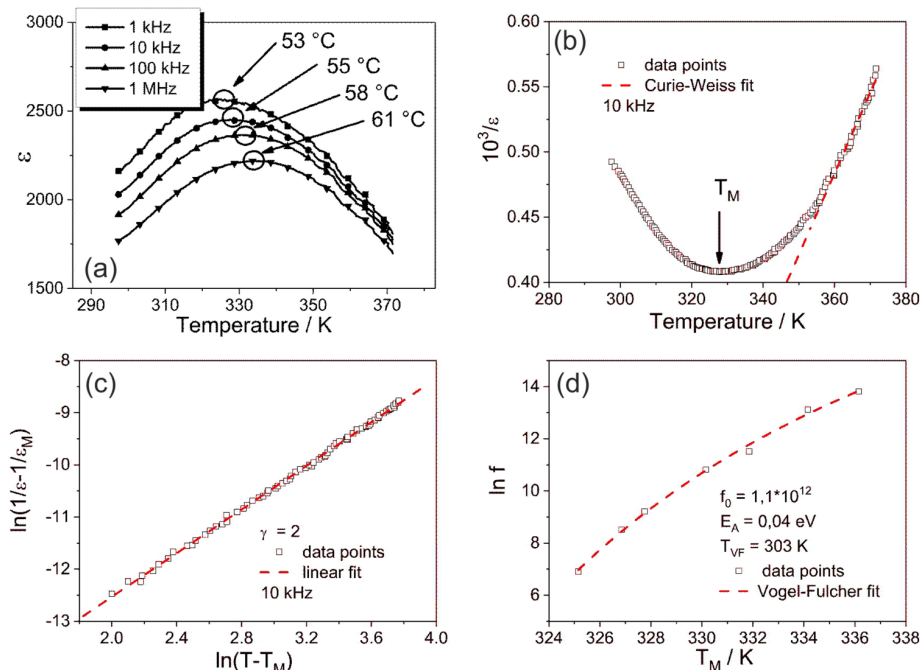 (a)
3000
2500
2000
1500
ε
1 kHz
10 kHz
100 kHz
1 MHz
53 °C
55 °C
58 °C
61 °C
290 310 330 350 370
Temperature / K
(b)
0.60
0.55
0.50
0.45
0.40
10³/ε
data points
Curie-Weiss fit
10 kHz
T_M
280 300 320 340 360 380
Temperature / K
(c)
-8
-9
-10
-11
-12
-13
ln(1/ε-1/ε_M)
γ = 2
data points
linear fit
10 kHz
2.0 2.4 2.8 3.2 3.6 4.0
ln(T-T_M)
(d)
14
12
10
8
6
ln f
f₀ = 1,1*10¹²
E_A = 0,04 eV
T_VF = 303 K
data points
Vogel-Fulcher fit
324 326 328 330 332 334 336 338
T_M / K